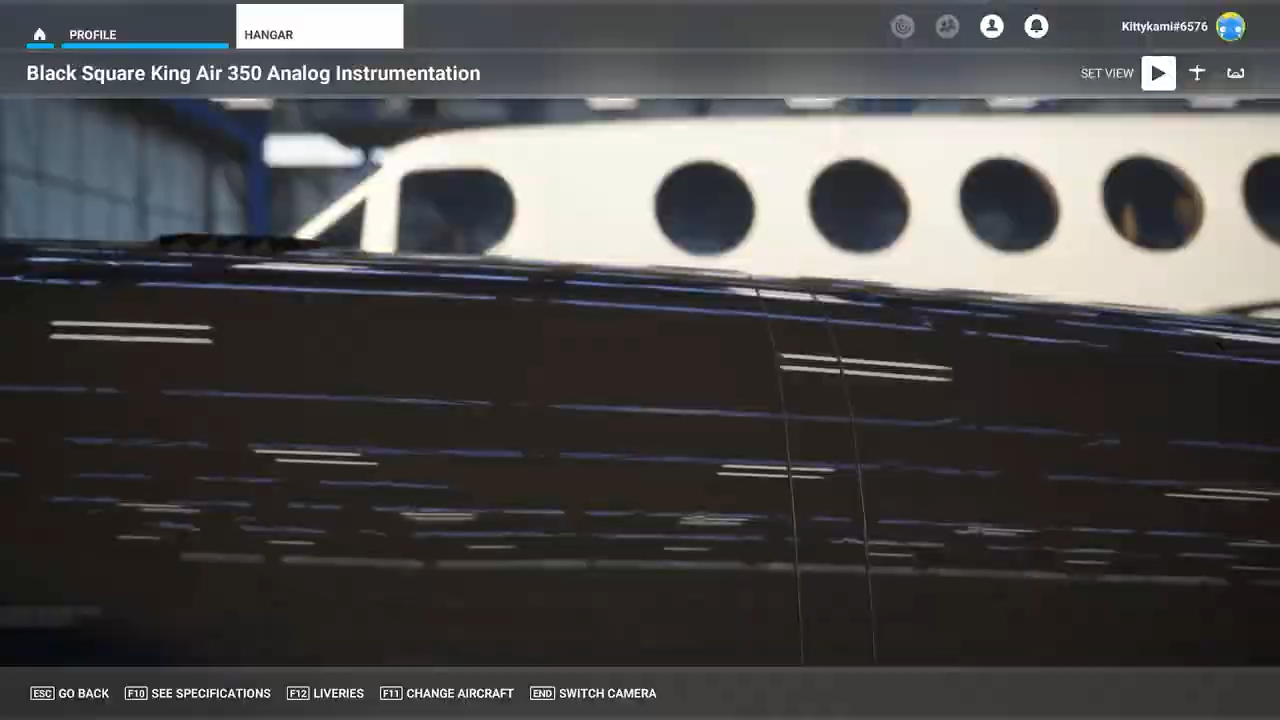 PROFILE
HANGAR
Kittykami#6576
Black Square King Air 350 Analog Instrumentation
SET VIEW
ESC GO BACK
F10 SEE SPECIFICATIONS
F12 LIVERIES
F11 CHANGE AIRCRAFT
END SWITCH CAMERA